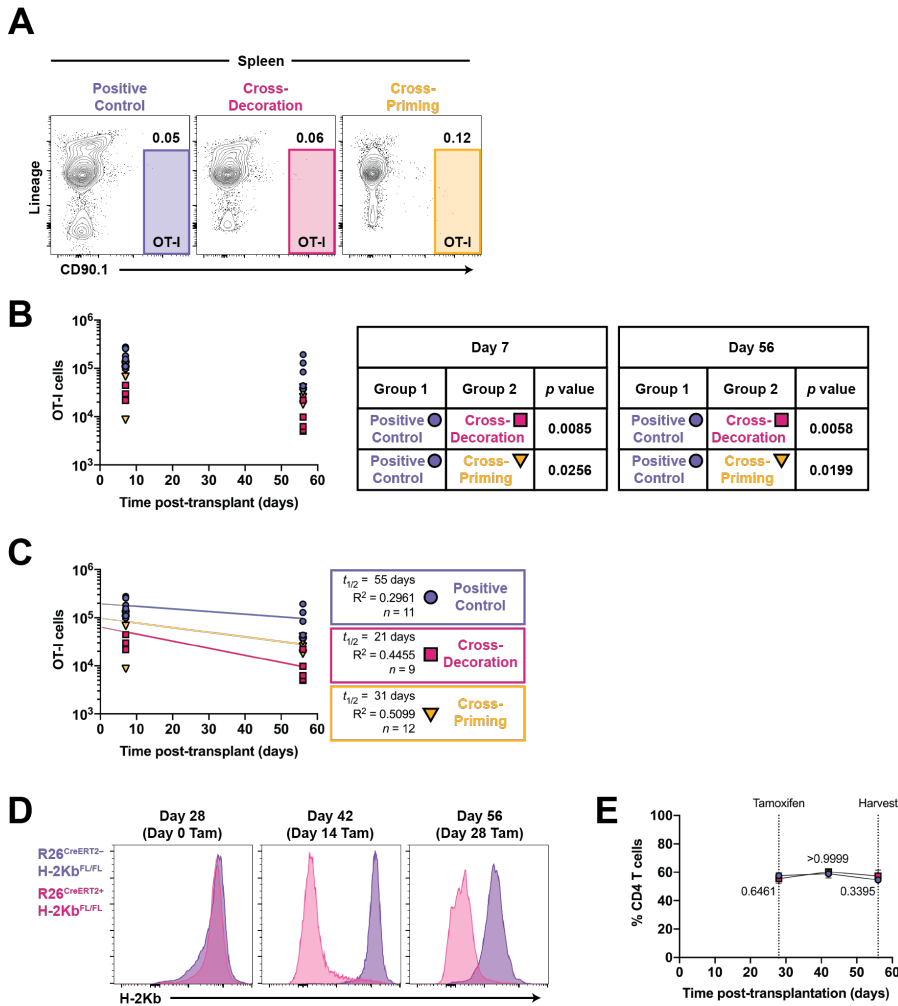 A
Spleen
Positive Control
Cross-Decoration
Cross-Priming
0.05
0.06
0.12
Lineage
OT-I
OT-I
OT-I
CD90.1
B
10⁶
10⁵
10⁴
10³
OT-I cells
0 10 20 30 40 50 60
Time post-transplant (days)
Day 7
Group 1 Group 2 p value
Positive Control Cross-Decoration 0.0085
Positive Control Cross-Priming 0.0256
Day 56
Group 1 Group 2 p value
Positive Control Cross-Decoration 0.0058
Positive Control Cross-Priming 0.0199
C
10⁶
10⁵
10⁴
10³
OT-I cells
0 10 20 30 40 50 60
Time post-transplant (days)
t1/2 = 55 days
R² = 0.2961
n = 11
Positive Control
t1/2 = 21 days
R² = 0.4455
n = 9
Cross-Decoration
t1/2 = 31 days
R² = 0.5099
n = 12
Cross-Priming
D
Day 28
(Day 0 Tam)
Day 42
(Day 14 Tam)
Day 56
(Day 28 Tam)
R26CreERT2–
H-2KbFL/FL
R26CreERT2+
H-2KbFL/FL
H-2Kb
E
Tamoxifen
Harvest
100
80
60
40
20
0
% CD4 T cells
>0.9999
0.6461
0.3395
0 10 20 30 40 50 60
Time post-transplantation (days)